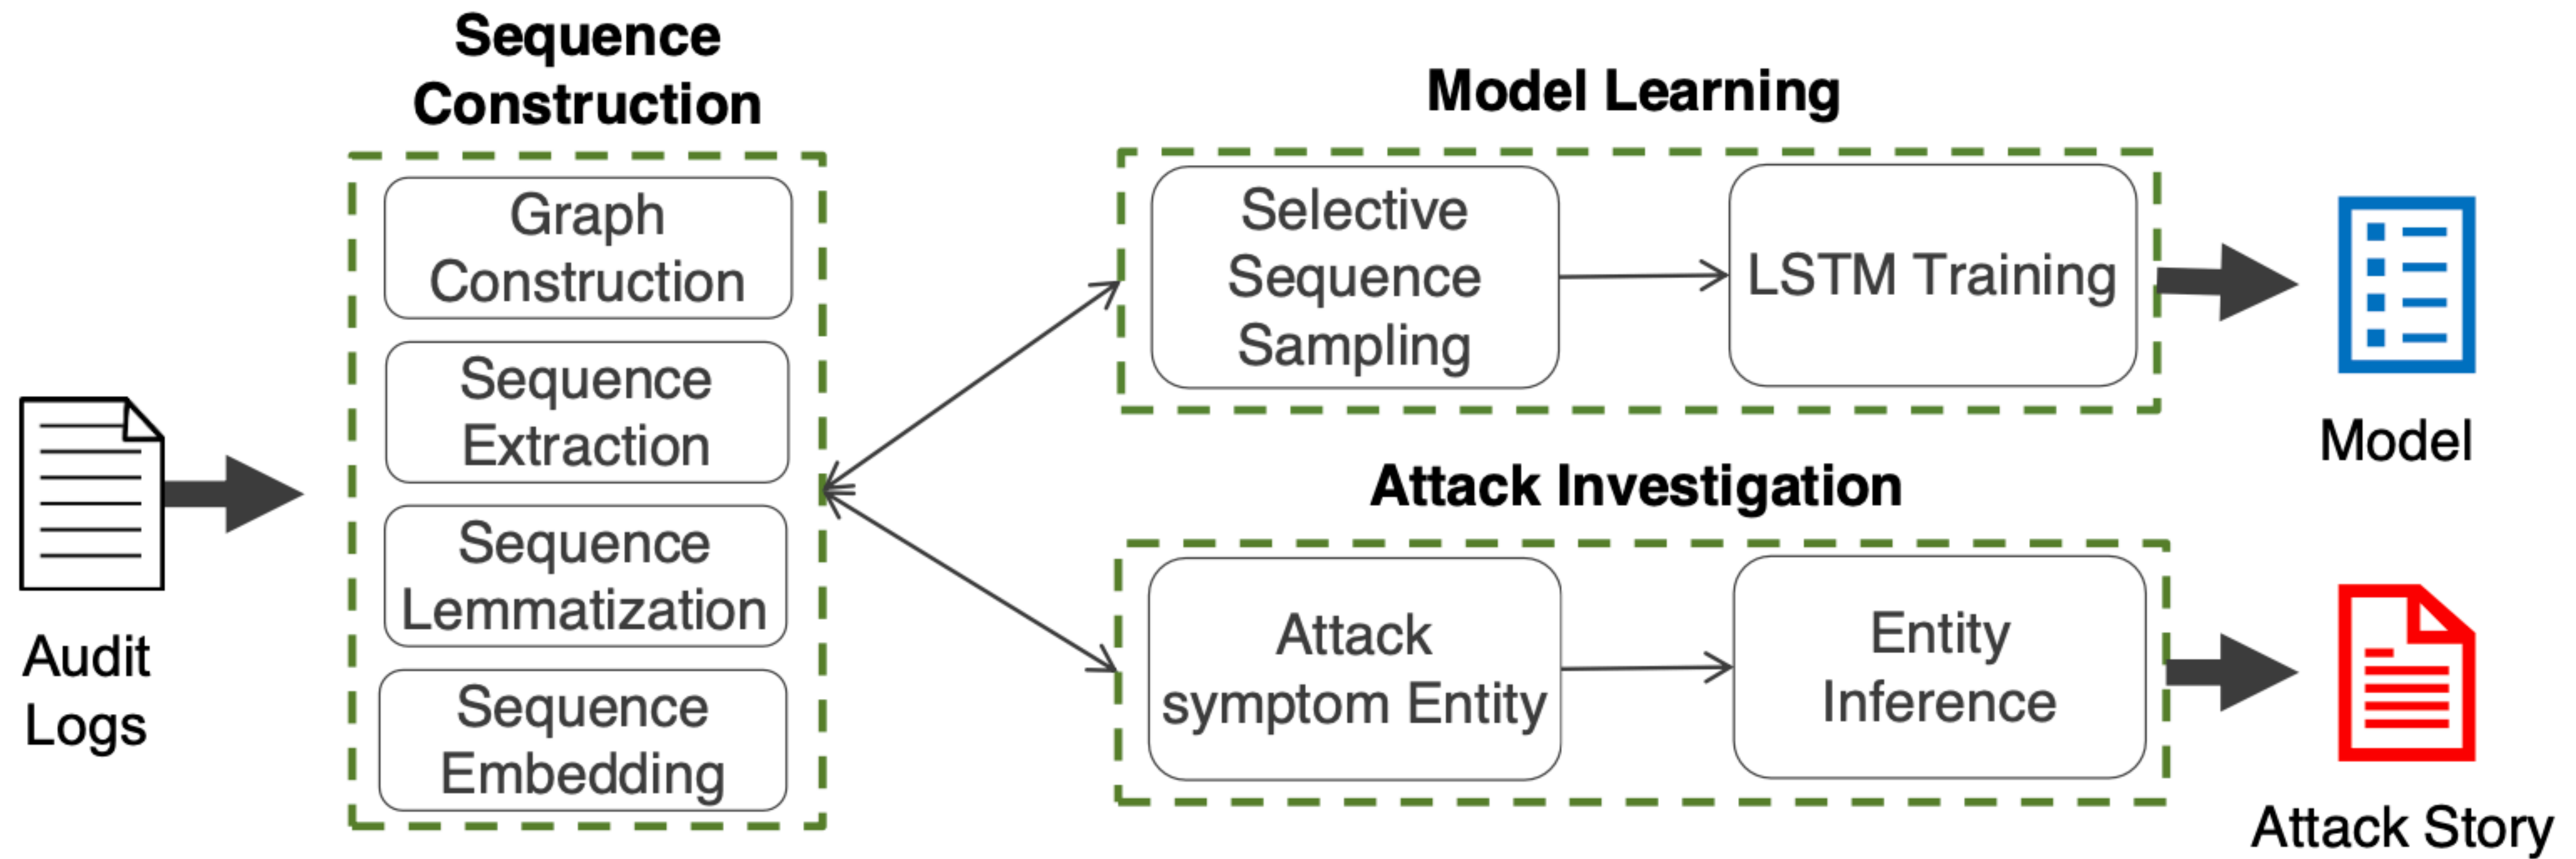 Sequence
Construction
Graph
Construction
Sequence
Extraction
Sequence
Lemmatization
Sequence
Embedding
Audit
Logs
Model Learning
Selective
Sequence
Sampling
LSTM Training
Model
Attack Investigation
Attack
symptom Entity
Entity
Inference
Attack Story